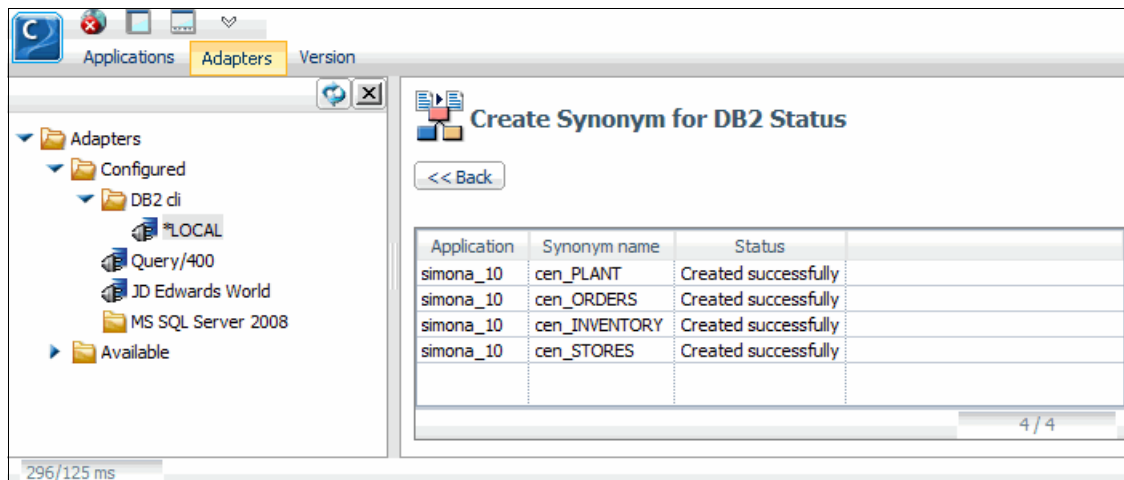 C
Applications Adapters Version
Adapters
Configured
DB2 cli
*LOCAL
Query/400
JD Edwards World
MS SQL Server 2008
Available
Create Synonym for DB2 Status
<< Back
Application Synonym name Status
simona_10 cen_PLANT Created successfully
simona_10 cen_ORDERS Created successfully
simona_10 cen_INVENTORY Created successfully
simona_10 cen_STORES Created successfully
4 / 4
296/125 ms